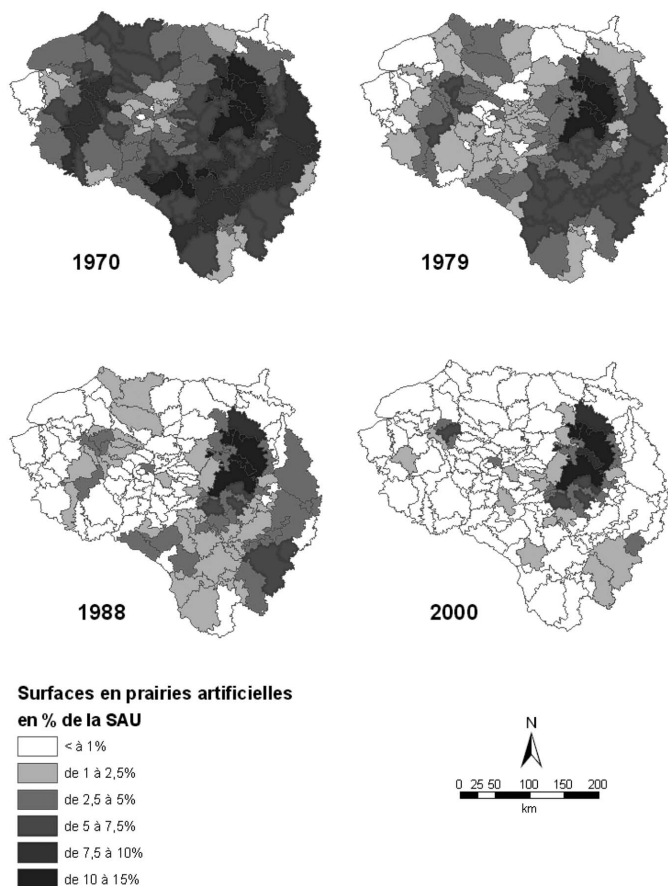 1970
1979
1988
2000
Surfaces en prairies artificielles
en % de la SAU
< à 1%
de 1 à 2,5%
de 2,5 à 5%
de 5 à 7,5%
de 7,5 à 10%
de 10 à 15%
N
0 25 50 100 150 200
km